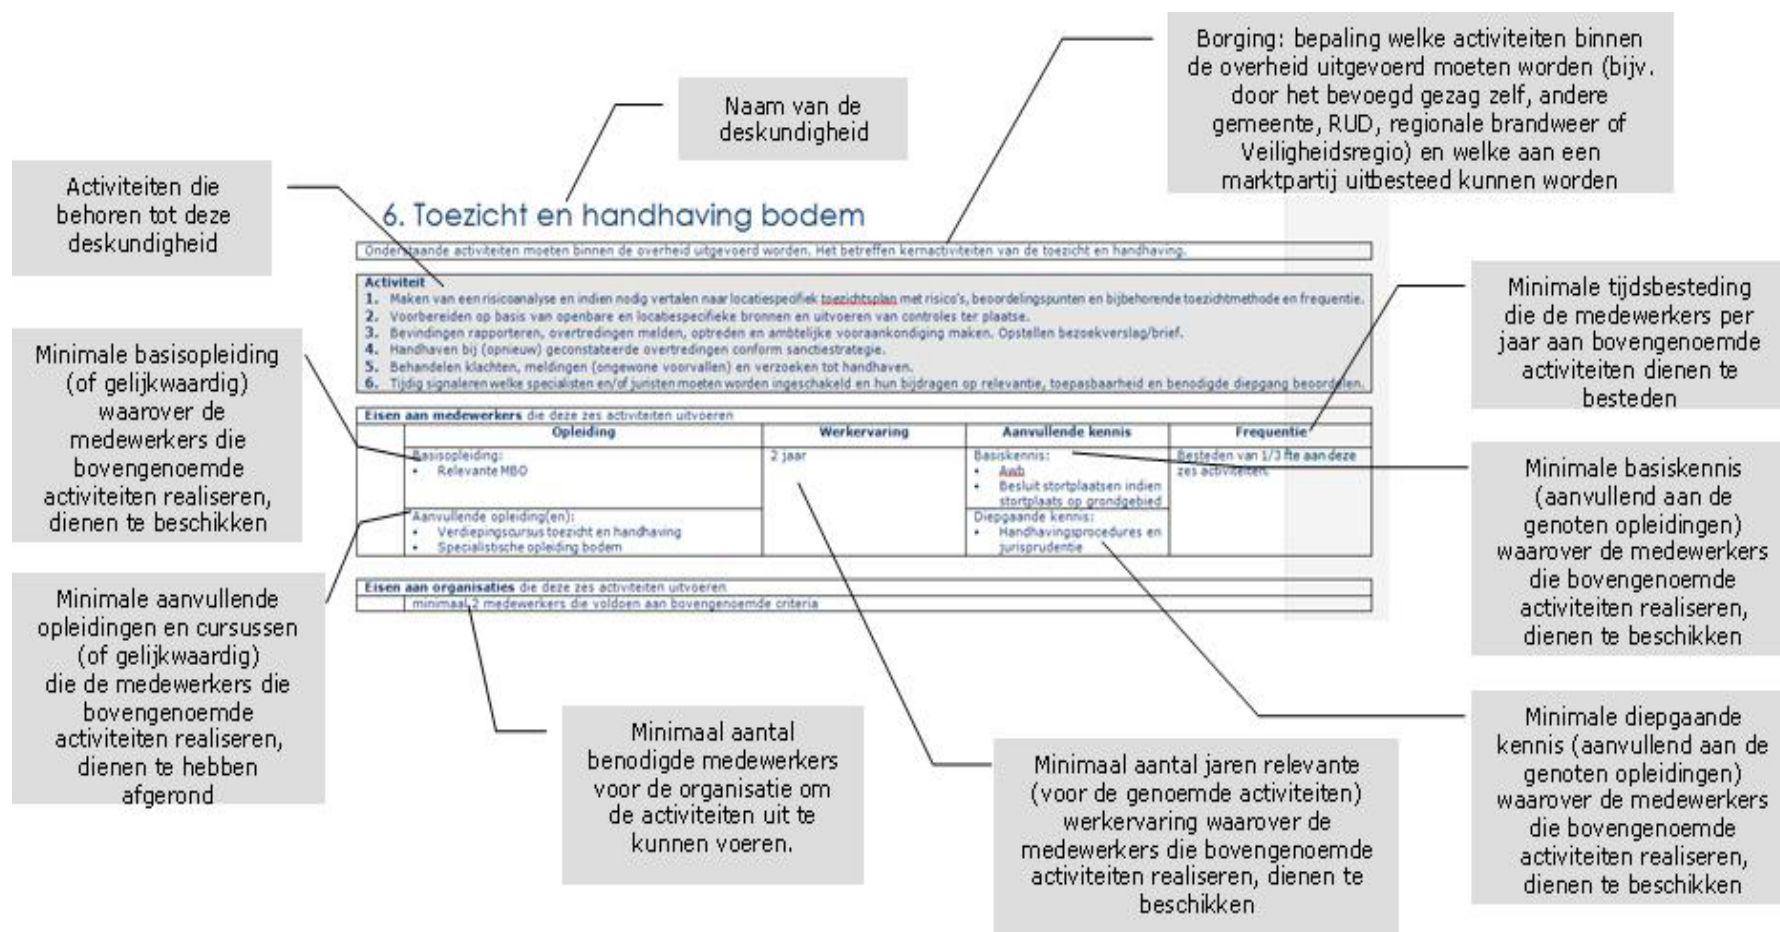 Borging: bepaling welke activiteiten binnen
de overheid uitgevoerd moeten worden (bijv.
door het bevoegd gezag zelf, andere
gemeente, RUD, regionale brandweer of
Veiligheidsregio) en welke aan een
marktpartij uitbesteed kunnen worden
Naam van de
deskundigheid
Activiteiten die
behoren tot deze
deskundigheid
6. Toezicht en handhaving bodem
Onderstaande activiteiten moeten binnen de overheid uitgevoerd worden. Het betreffen kernactiviteiten van de toezicht en handhaving.
Activiteit
1. Maken van een risicoanalyse en indien nodig vertalen naar locatiespecifiek toezichtsplan met risico's, beoordelingspunten en bijbehorende toezichtmethode en frequentie.
2. Voorbereiden op basis van openbare en locatiespecifieke bronnen en uitvoeren van controles ter plaatse.
3. Bevindingen rapporteren, overtredingen melden, optreden en ambtelijke vooraankondiging maken. Opstellen bezoekverslag/brief.
4. Handhaven bij (opnieuw) geconstateerde overtredingen conform sanctiestrategie.
5. Behandelen klachten, meldingen (ongewone voorvallen) en verzoeken tot handhaven.
6. Tijdig signaleren welke specialisten en/of juristen moeten worden ingeschakeld en hun bijdragen op relevantie, toepasbaarheid en benodigde diepgang beoordelen.
Eisen aan medewerkers die deze zes activiteiten uitvoeren
Opleiding Werkervaring Aanvullende kennis Frequentie
Basisopleiding:
• Relevante MBO
2 jaar
Basiskennis:
• Awb
• Besluit stortplaatsen indien
stortplaats op grondgebied
Besteden van 1/3 fte aan deze
zes activiteiten.
Aanvullende opleiding(en):
• Verdiepingscursus toezicht en handhaving
• Specialistische opleiding bodem
Diepgaande kennis:
• Handhavingsprocedures en
jurisprudentie
Eisen aan organisaties die deze zes activiteiten uitvoeren
minimaal 2 medewerkers die voldoen aan bovengenoemde criteria
Minimale basisopleiding
(of gelijkwaardig)
waarover de
medewerkers die
bovengenoemde
activiteiten realiseren,
dienen te beschikken
Minimale aanvullende
opleidingen en cursussen
(of gelijkwaardig)
die de medewerkers die
bovengenoemde
activiteiten realiseren,
dienen te hebben
afgerond
Minimaal aantal
benodigde medewerkers
voor de organisatie om
de activiteiten uit te
kunnen voeren.
Minimaal aantal jaren relevante
(voor de genoemde activiteiten)
werkervaring waarover de
medewerkers die bovengenoemde
activiteiten realiseren, dienen te
beschikken
Minimale tijdsbesteding
die de medewerkers per
jaar aan bovengenoemde
activiteiten dienen te
besteden
Minimale basiskennis
(aanvullend aan de
genoten opleidingen)
waarover de medewerkers
die bovengenoemde
activiteiten realiseren,
dienen te beschikken
Minimale diepgaande
kennis (aanvullend aan de
genoten opleidingen)
waarover de medewerkers
die bovengenoemde
activiteiten realiseren,
dienen te beschikken